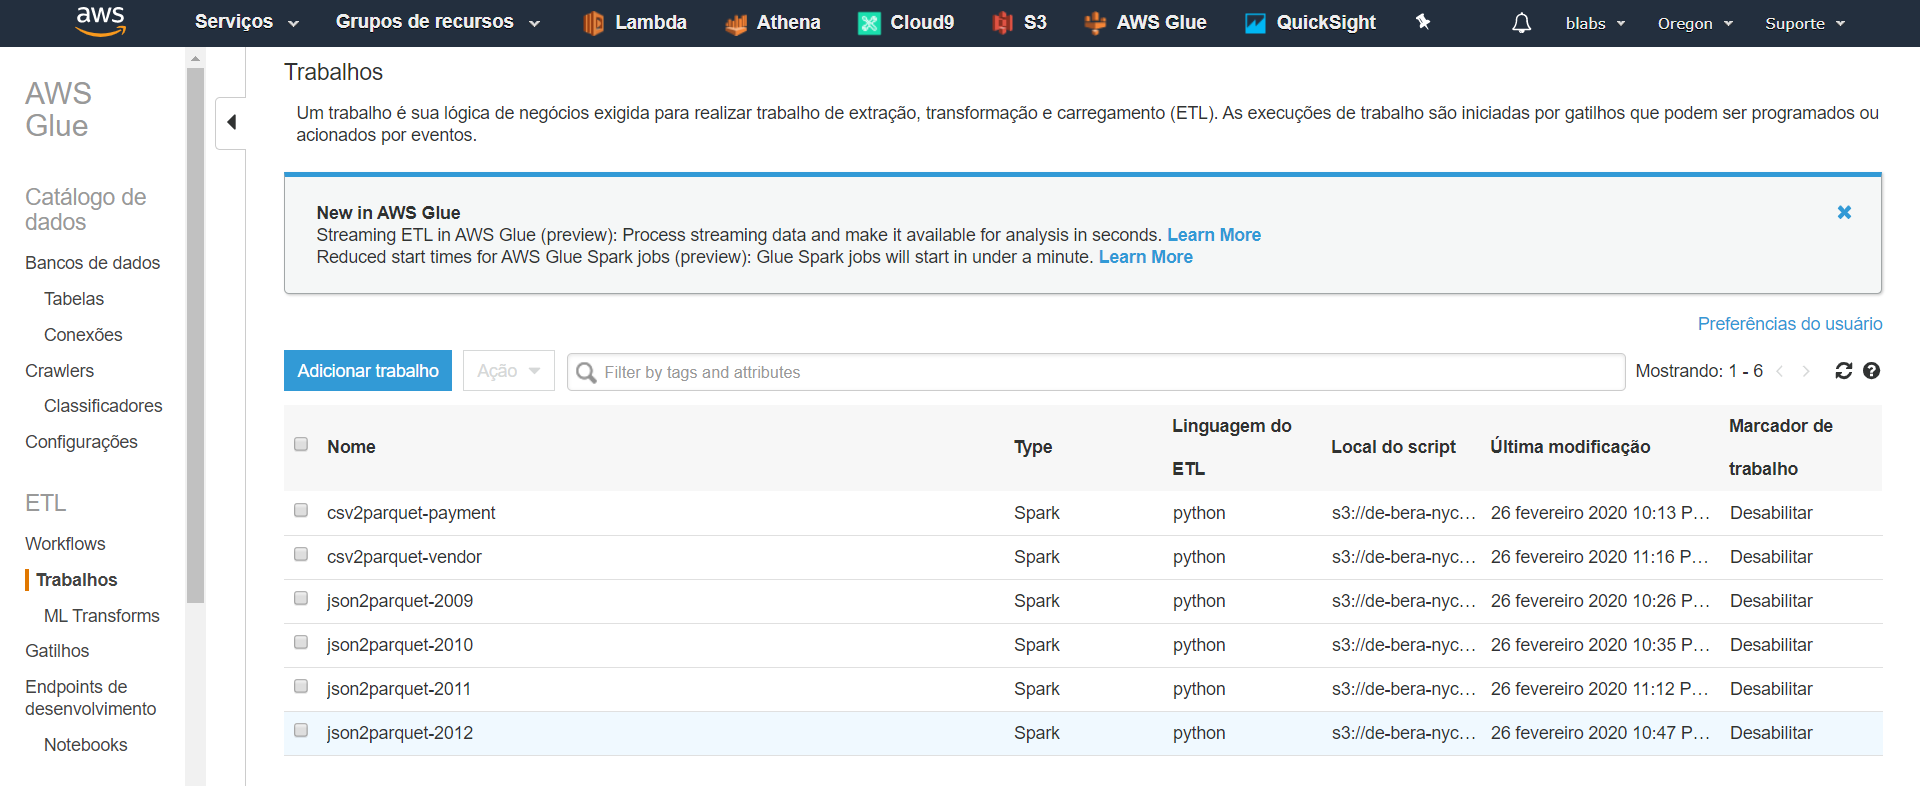 aws Serviços Grupos de recursos Lambda Athena Cloud9 S3 AWS Glue QuickSight blabs Oregon Suporte
AWS
Glue
Catálogo de
dados
Bancos de dados
Tabelas
Conexões
Crawlers
Classificadores
Configurações
ETL
Workflows
Trabalhos
ML Transforms
Gatilhos
Endpoints de
desenvolvimento
Notebooks
Trabalhos
Um trabalho é sua lógica de negócios exigida para realizar trabalho de extração, transformação e carregamento (ETL). As execuções de trabalho são iniciadas por gatilhos que podem ser programados ou
acionados por eventos.
New in AWS Glue
Streaming ETL in AWS Glue (preview): Process streaming data and make it available for analysis in seconds. Learn More
Reduced start times for AWS Glue Spark jobs (preview): Glue Spark jobs will start in under a minute. Learn More
Preferências do usuário
Adicionar trabalho Ação Filter by tags and attributes Mostrando: 1 - 6
Nome Type Linguagem do ETL Local do script Última modificação Marcador de trabalho
csv2parquet-payment Spark python s3://de-bera-nyc... 26 fevereiro 2020 10:13 P... Desabilitar
csv2parquet-vendor Spark python s3://de-bera-nyc... 26 fevereiro 2020 11:16 P... Desabilitar
json2parquet-2009 Spark python s3://de-bera-nyc... 26 fevereiro 2020 10:26 P... Desabilitar
json2parquet-2010 Spark python s3://de-bera-nyc... 26 fevereiro 2020 10:35 P... Desabilitar
json2parquet-2011 Spark python s3://de-bera-nyc... 26 fevereiro 2020 11:12 P... Desabilitar
json2parquet-2012 Spark python s3://de-bera-nyc... 26 fevereiro 2020 10:47 P... Desabilitar